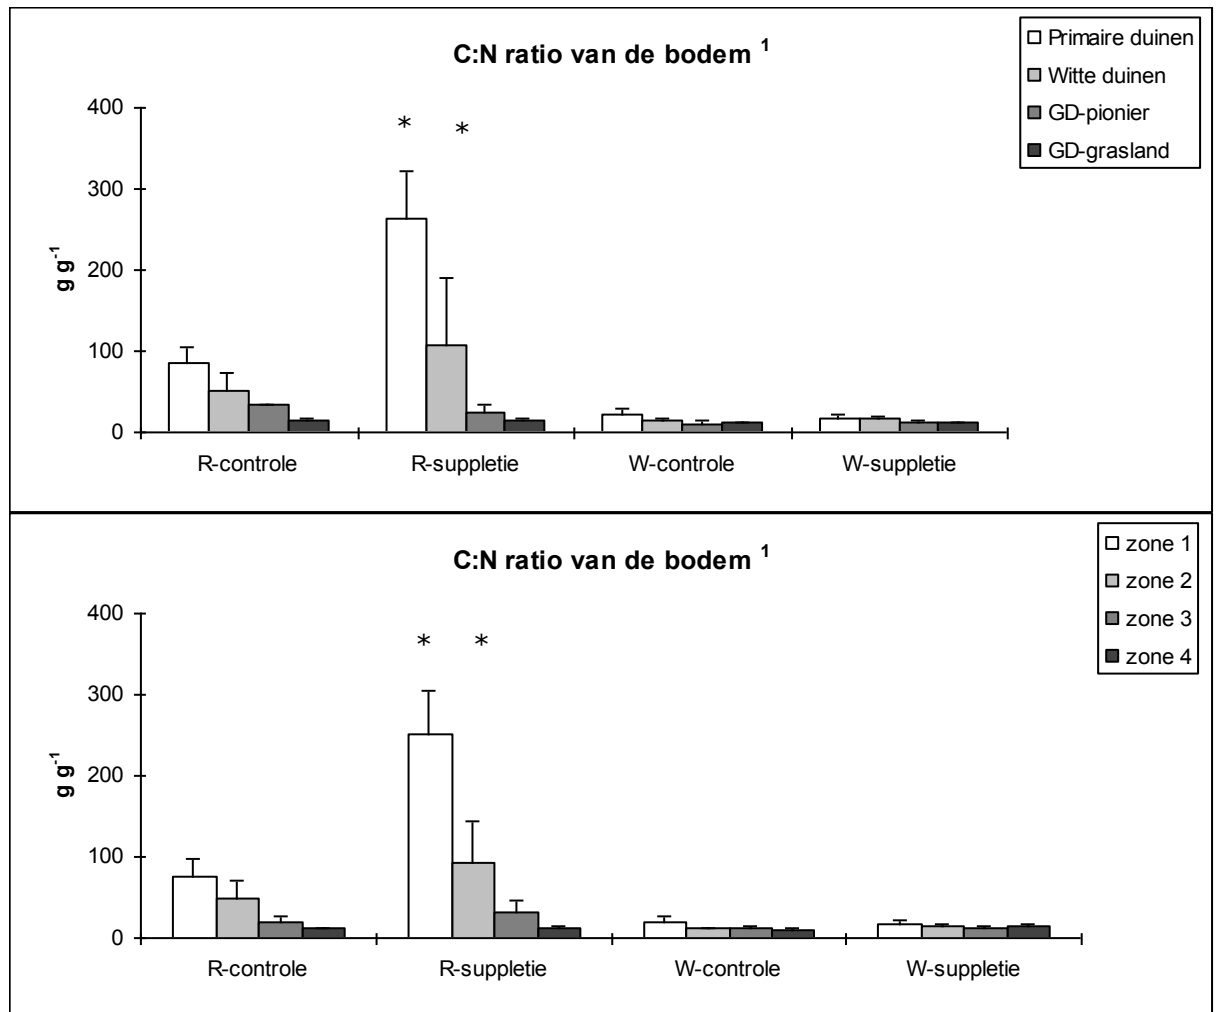 C:N ratio van de bodem ¹
Primaire duinen
Witte duinen
GD-pionier
GD-grasland
400
300
200
100
0
g g⁻¹
* *
R-controle R-suppletie W-controle W-suppletie
C:N ratio van de bodem ¹
zone 1
zone 2
zone 3
zone 4
400
300
200
100
0
g g⁻¹
* *
R-controle R-suppletie W-controle W-suppletie